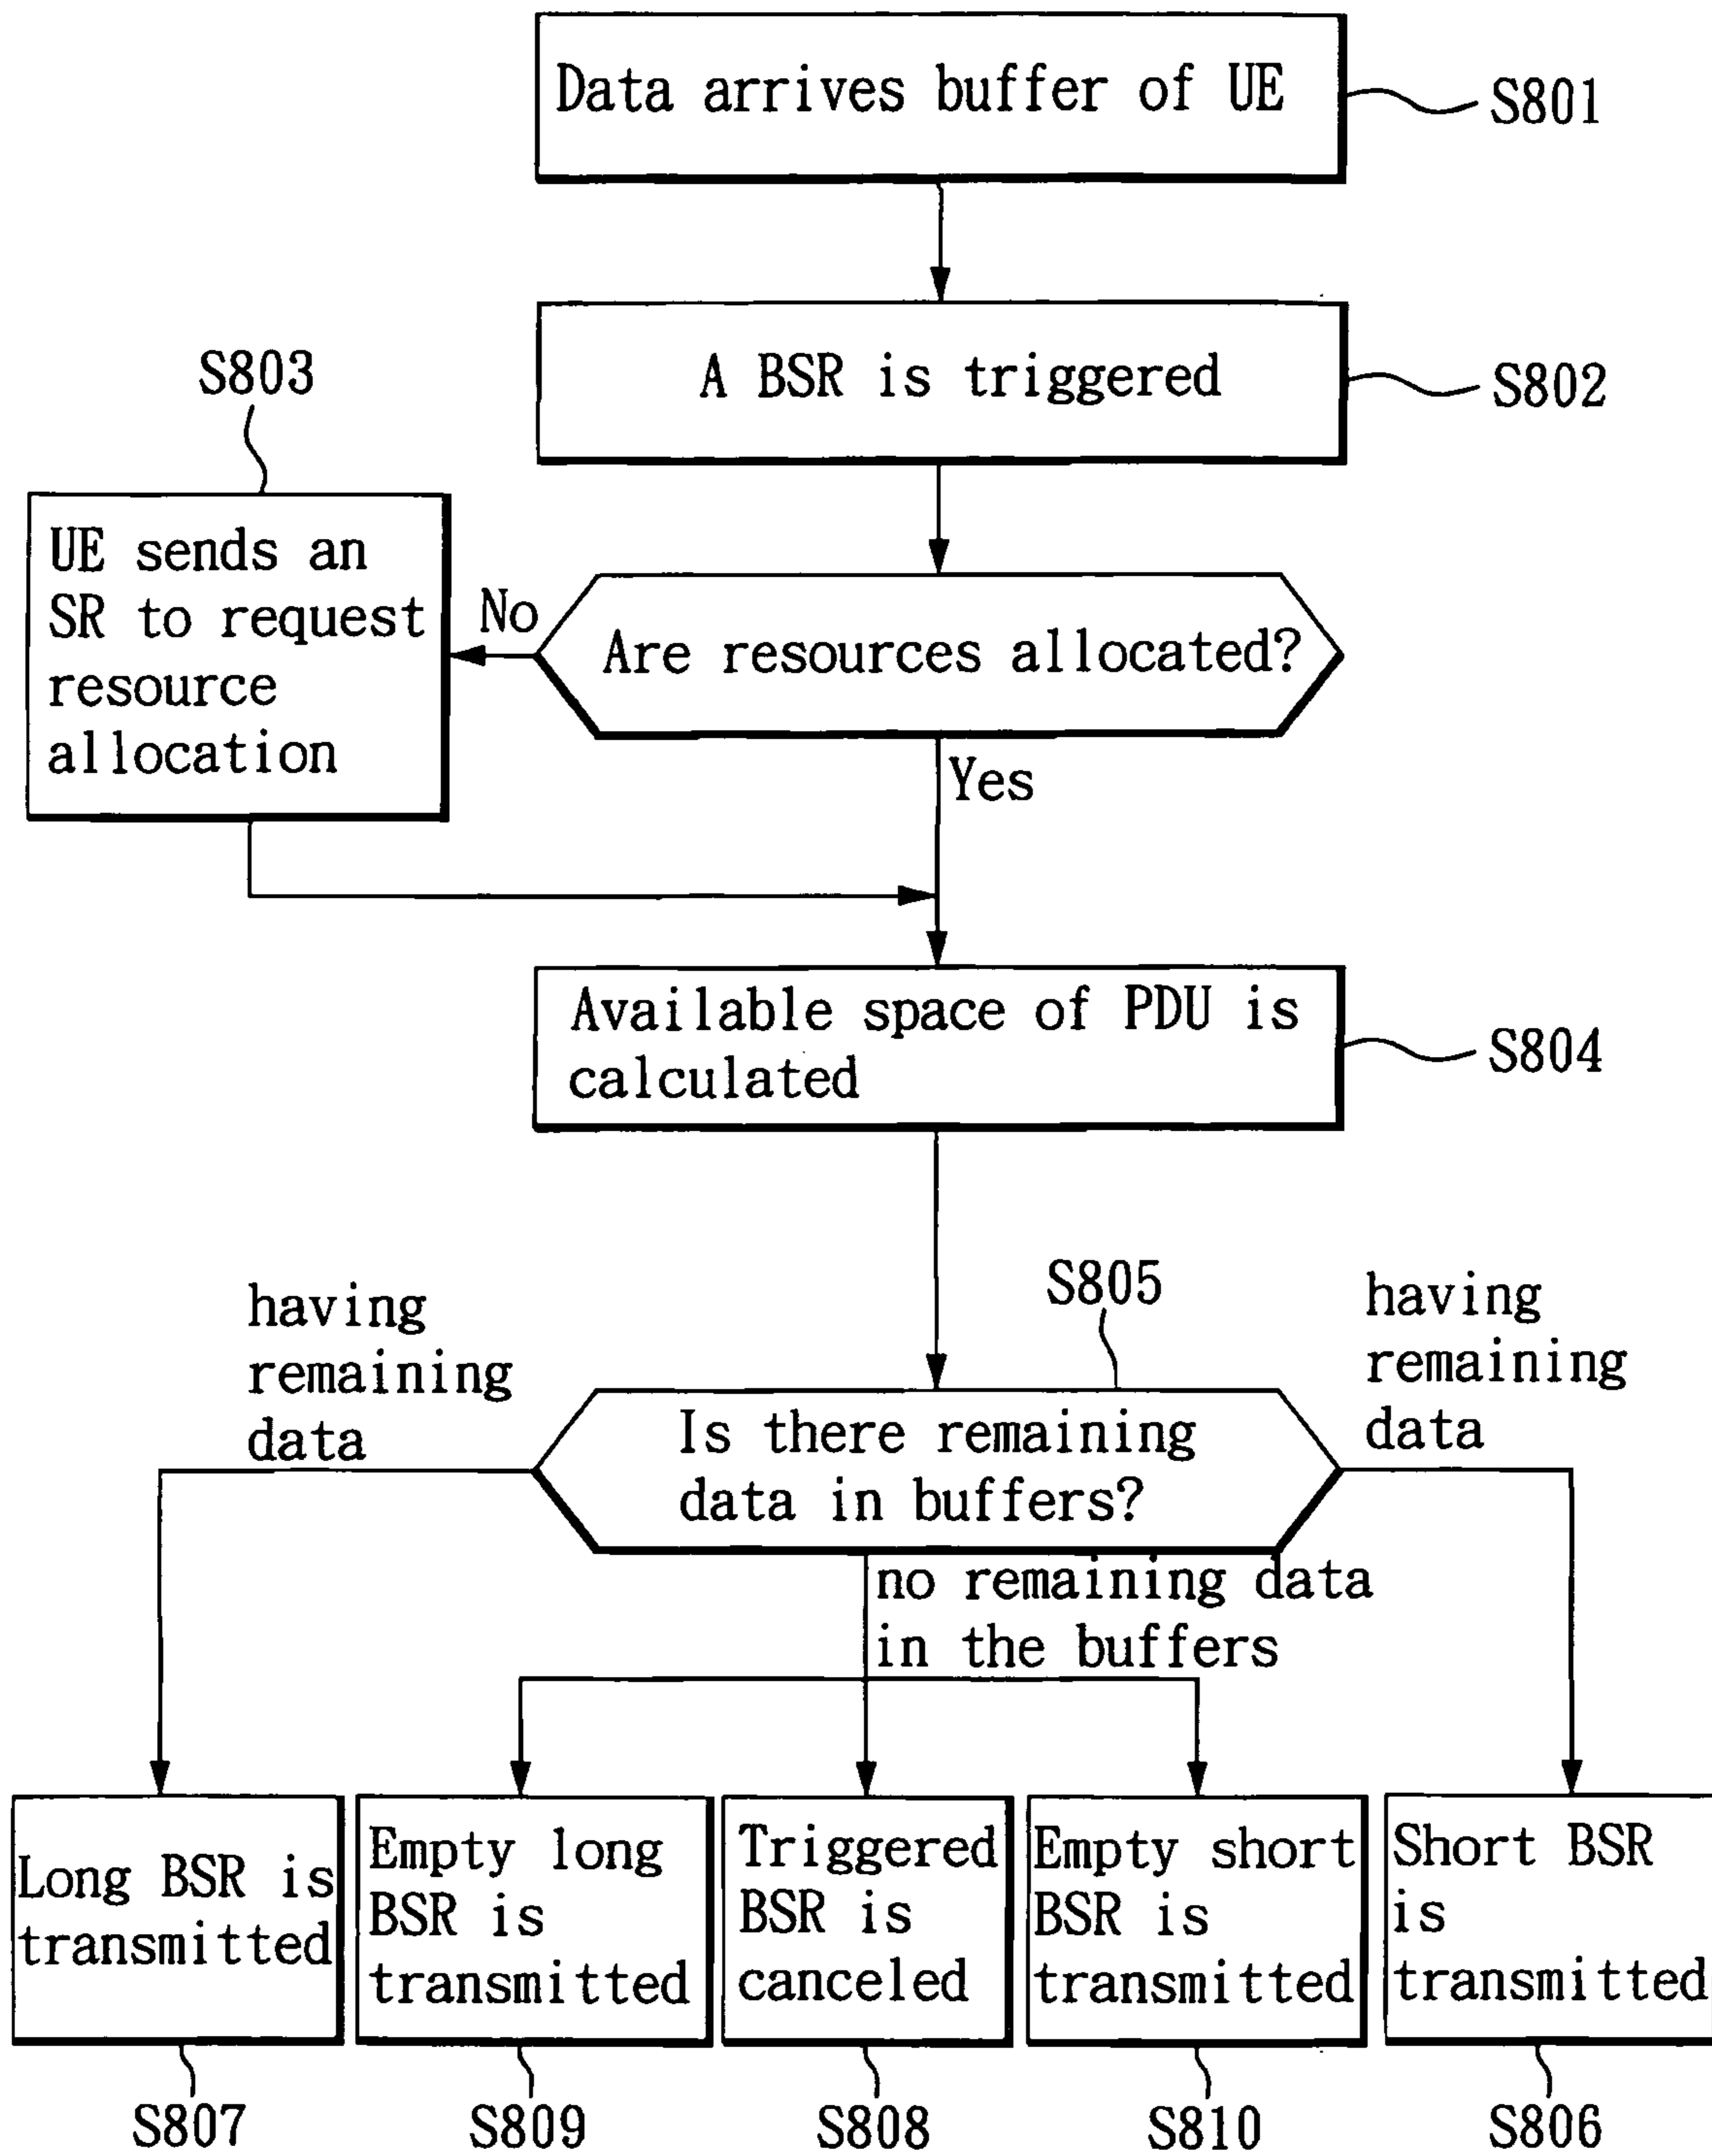 Data arrives buffer of UE
S801
A BSR is triggered
S802
S803
UE sends an
SR to request
resource
allocation
No
Are resources allocated?
Yes
Available space of PDU is
calculated
S804
S805
having
remaining
data
having
remaining
data
Is there remaining
data in buffers?
no remaining data
in the buffers
Long BSR is
transmitted
Empty long
BSR is
transmitted
Triggered
BSR is
canceled
Empty short
BSR is
transmitted
Short BSR
is
transmitted
S807
S809
S808
S810
S806